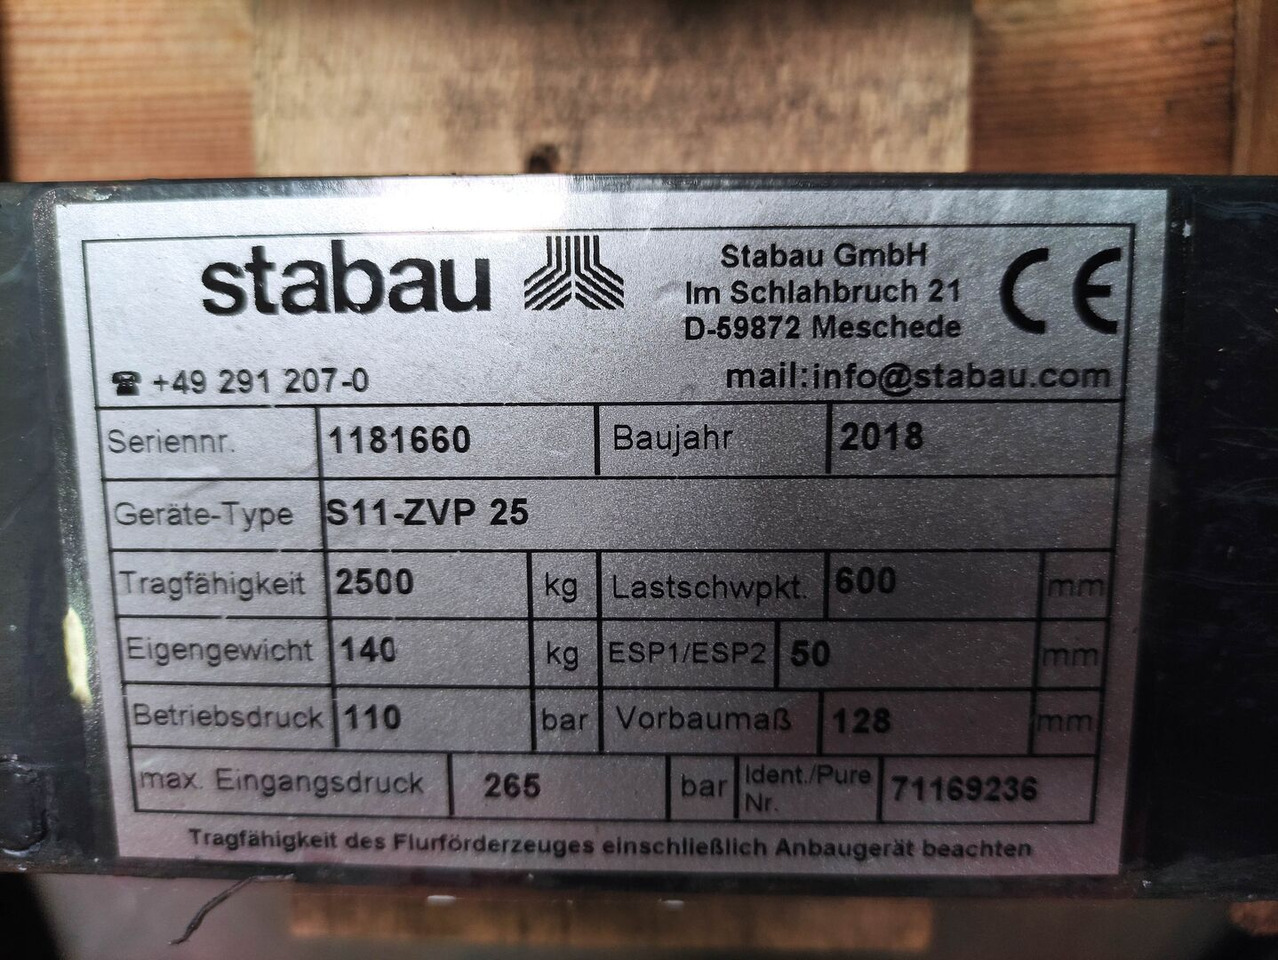 stabau
Stabau GmbH
Im Schlahbruch 21
D-59872 Meschede
CE
☎ +49 291 207-0 mail:info@stabau.com
Seriennr. 1181660 Baujahr 2018
Geräte-Type S11-ZVP 25
Tragfähigkeit 2500 kg Lastschwpkt. 600 mm
Eigengewicht 140 kg ESP1/ESP2 50 mm
Betriebsdruck 110 bar Vorbaumaß 128 mm
max. Eingangsdruck 265 bar Ident./Pure Nr. 71169236
Tragfähigkeit des Flurförderzeuges einschließlich Anbaugerät beachten